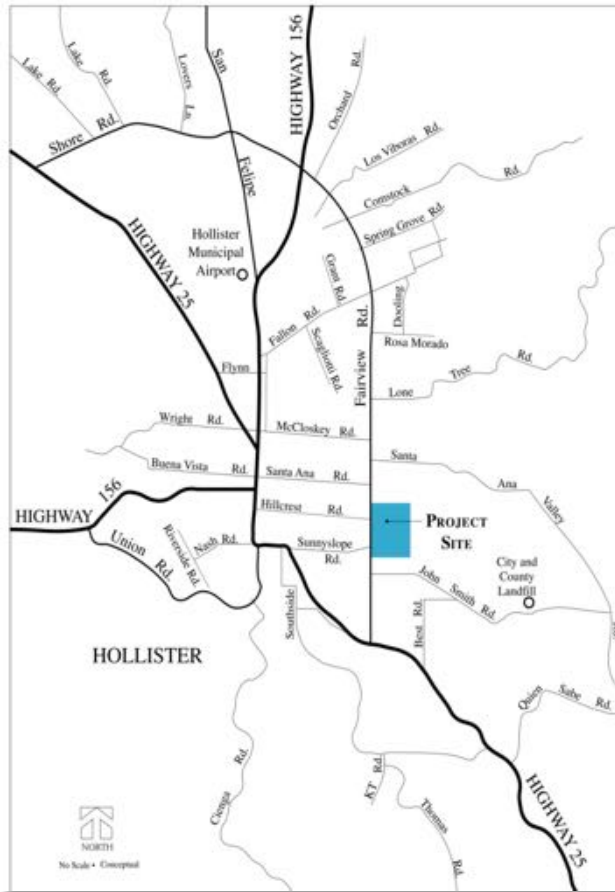 Lake Rd.
Lake Rd.
Lovers Ln
San Felipe
HIGHWAY 156
Orchard Rd.
Shore Rd.
Los Viboras Rd.
Comstock Rd.
Spring Grove Rd.
HIGHWAY 25
Hollister
Municipal
Airport
Grant Rd.
Fallon Rd.
Scagliotti Rd.
Fairview Rd.
Dooling
Rosa Morado
Flynn
Lone Tree Rd.
Wright Rd.
McCloskey Rd.
Buena Vista Rd.
Santa Ana Rd.
Santa Ana Valley
HIGHWAY 156
Hillcrest Rd.
PROJECT
SITE
Union Rd.
Riverside Rd.
Nash Rd.
Sunnyslope
Rd.
City and
County
Landfill
John Smith Rd.
Best Rd.
Southside
HOLLISTER
Quien Sabe Rd.
Cienga Rd.
KT Rd.
Thomas Rd.
HIGHWAY 25
NORTH
No Scale • Conceptual